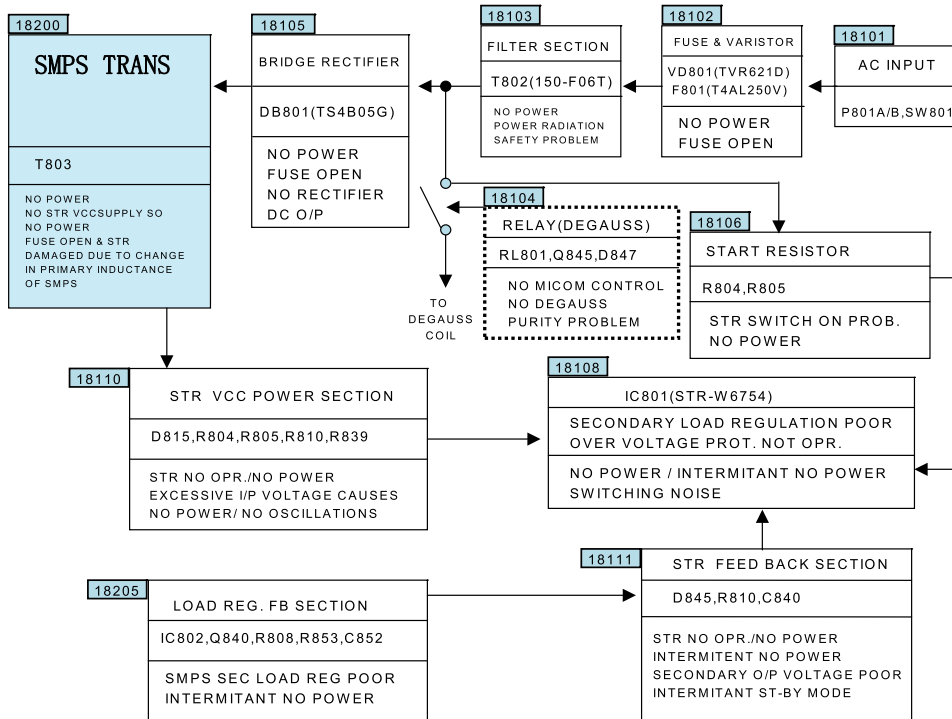 18200
SMPS TRANS
T803
NO POWER
NO STR VCCSUPPLY SO
NO POWER
FUSE OPEN & STR
DAMAGED DUE TO CHANGE
IN PRIMARY INDUCTANCE
OF SMPS
18105
BRIDGE RECTIFIER
DB801(TS4B05G)
NO POWER
FUSE OPEN
NO RECTIFIER
DC O/P
18103
FILTER SECTION
T802(150-F06T)
NO POWER
POWER RADIATION
SAFETY PROBLEM
18102
FUSE & VARISTOR
VD801(TVR621D)
F801(T4AL250V)
NO POWER
FUSE OPEN
18101
AC INPUT
P801A/B,SW801
TO
DEGAUSS
COIL
18104
RELAY(DEGAUSS)
RL801,Q845,D847
NO MICOM CONTROL
NO DEGAUSS
PURITY PROBLEM
18106
START RESISTOR
R804,R805
STR SWITCH ON PROB.
NO POWER
18110
STR VCC POWER SECTION
D815,R804,R805,R810,R839
STR NO OPR./NO POWER
EXCESSIVE I/P VOLTAGE CAUSES
NO POWER/ NO OSCILLATIONS
18108
IC801(STR-W6754)
SECONDARY LOAD REGULATION POOR
OVER VOLTAGE PROT. NOT OPR.
NO POWER / INTERMITANT NO POWER
SWITCHING NOISE
18205
LOAD REG. FB SECTION
IC802,Q840,R808,R853,C852
SMPS SEC LOAD REG POOR
INTERMITANT NO POWER
18111
STR FEED BACK SECTION
D845,R810,C840
STR NO OPR./NO POWER
INTERMITENT NO POWER
SECONDARY O/P VOLTAGE POOR
INTERMITANT ST-BY MODE